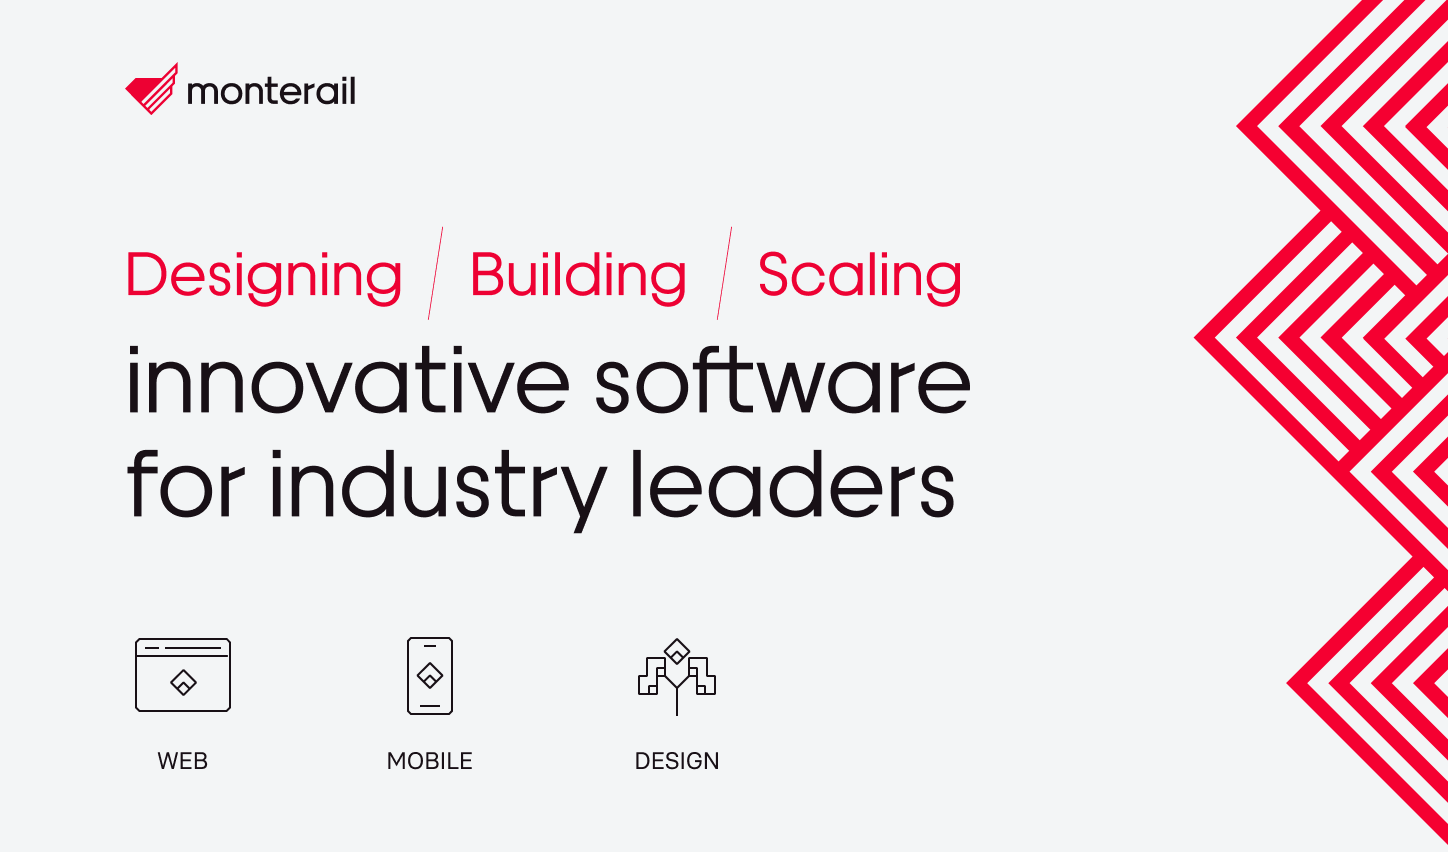 monterail
Designing / Building / Scaling
innovative software
for industry leaders
WEB MOBILE DESIGN